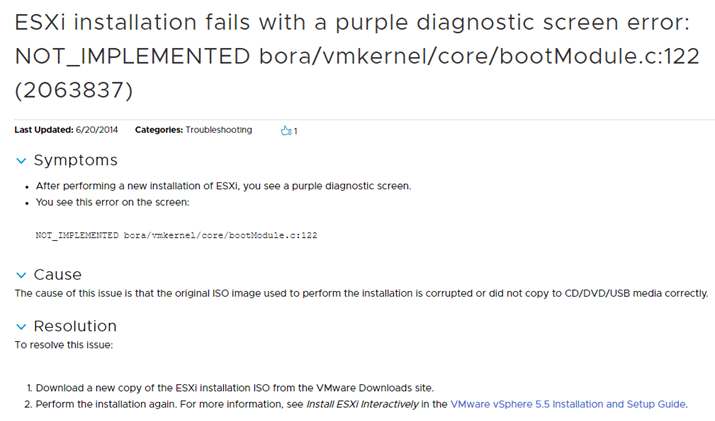 ESXi installation fails with a purple diagnostic screen error:
NOT_IMPLEMENTED bora/vmkernel/core/bootModule.c:122
(2063837)
Last Updated: 6/20/2014 Categories: Troubleshooting 1
Symptoms
• After performing a new installation of ESXi, you see a purple diagnostic screen.
• You see this error on the screen:
NOT_IMPLEMENTED bora/vmkernel/core/bootModule.c:122
Cause
The cause of this issue is that the original ISO image used to perform the installation is corrupted or did not copy to CD/DVD/USB media correctly.
Resolution
To resolve this issue:
1. Download a new copy of the ESXi installation ISO from the VMware Downloads site.
2. Perform the installation again. For more information, see Install ESXi Interactively in the VMware vSphere 5.5 Installation and Setup Guide.